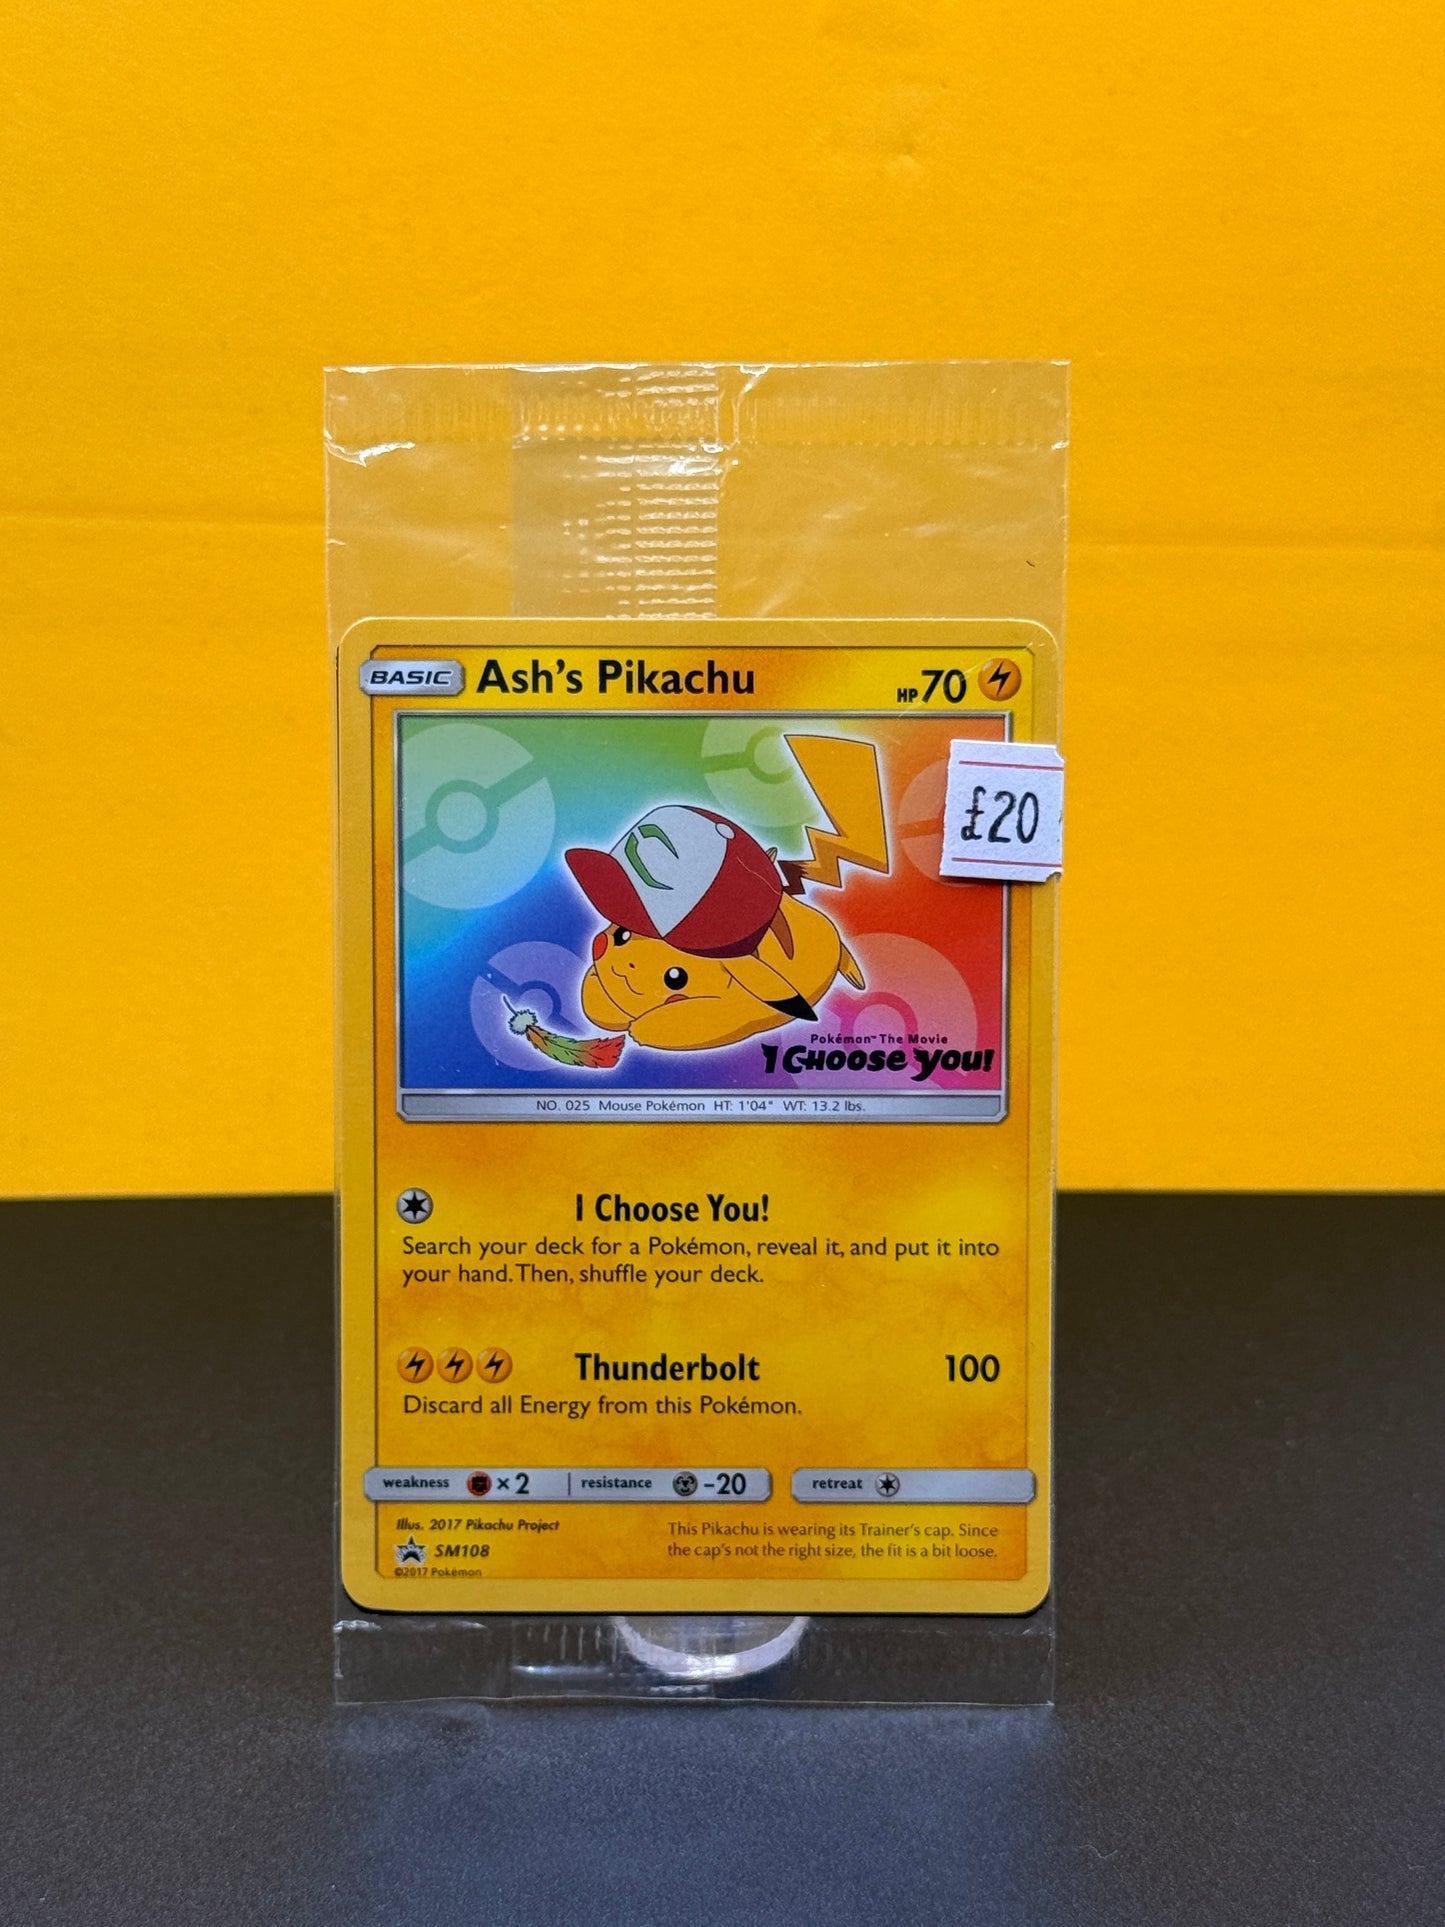 BASIC Ash's Pikachu HP 70
£20
Pokémon™ The Movie
I Choose You!
NO. 025 Mouse Pokémon HT: 1'04" WT: 13.2 lbs.
I Choose You!
Search your deck for a Pokémon, reveal it, and put it into
your hand. Then, shuffle your deck.
Thunderbolt 100
Discard all Energy from this Pokémon.
weakness × 2 resistance -20 retreat
Illus. 2017 Pikachu Project
SM108
©2017 Pokémon
This Pikachu is wearing its Trainer's cap. Since
the cap's not the right size, the fit is a bit loose.